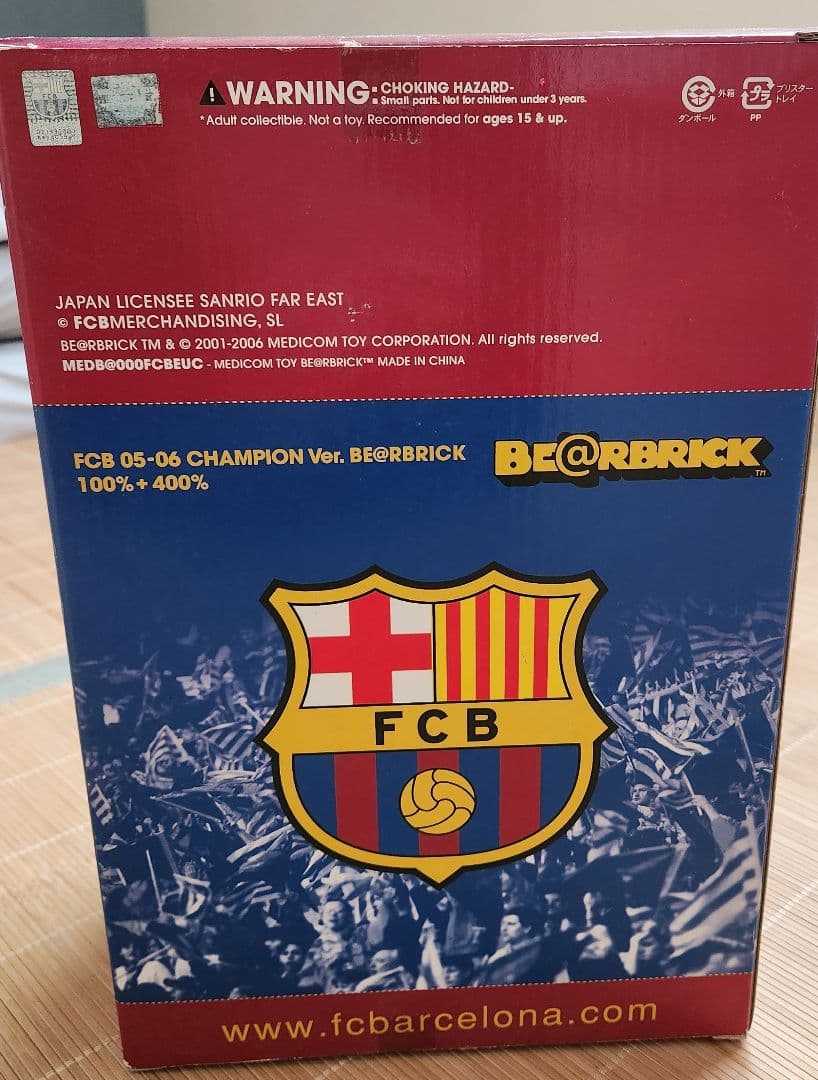 WARNING: CHOKING HAZARD-
Small parts. Not for children under 3 years.
*Adult collectible. Not a toy. Recommended for ages 15 & up.
外箱
ダンボール
プラ
ブリスター
トレイ
PP
JAPAN LICENSEE SANRIO FAR EAST
© FCBMERCHANDISING, SL
BE@RBRICK TM & © 2001-2006 MEDICOM TOY CORPORATION. All rights reserved.
MEDB@000FCBEUC - MEDICOM TOY BE@RBRICK™ MADE IN CHINA
FCB 05-06 CHAMPION Ver. BE@RBRICK
100% + 400%
BE@RBRICK TM
FCB
www.fcbarcelona.com